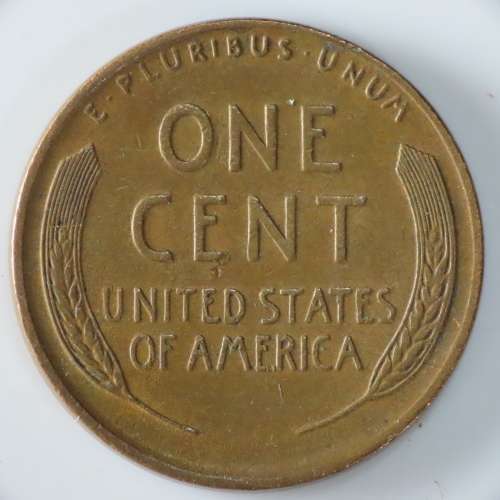 E·PLURIBUS·UNUM
ONE
CENT
UNITED STATES
OF AMERICA